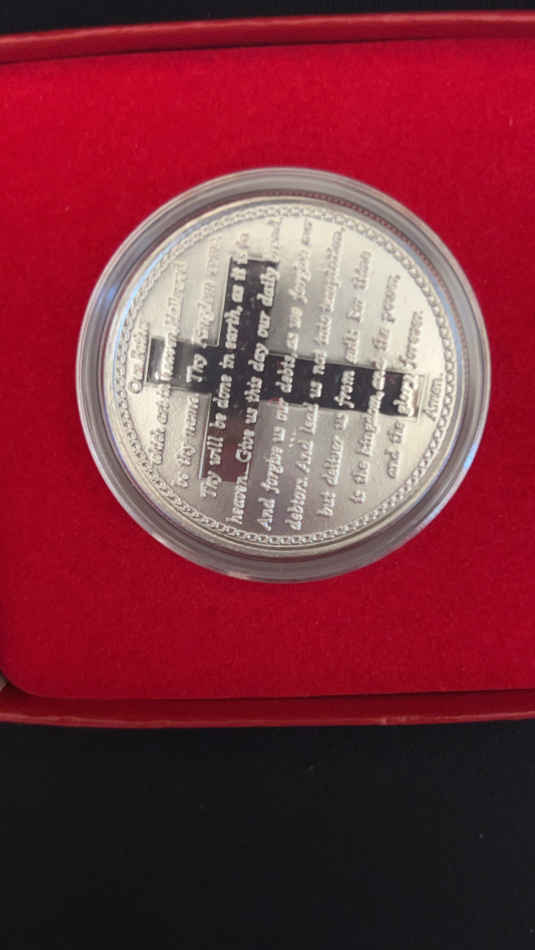 Our Father
which art in heaven, Hallowed
be thy name. Thy Kingdom come.
Thy will be done in earth, as it is in
heaven. Give us this day our daily bread.
And forgive us our debts, as we forgive our
debtors. And lead us not into temptation,
but deliver us from evil: For thine
is the kingdom, and the power,
and the glory forever.
Amen.